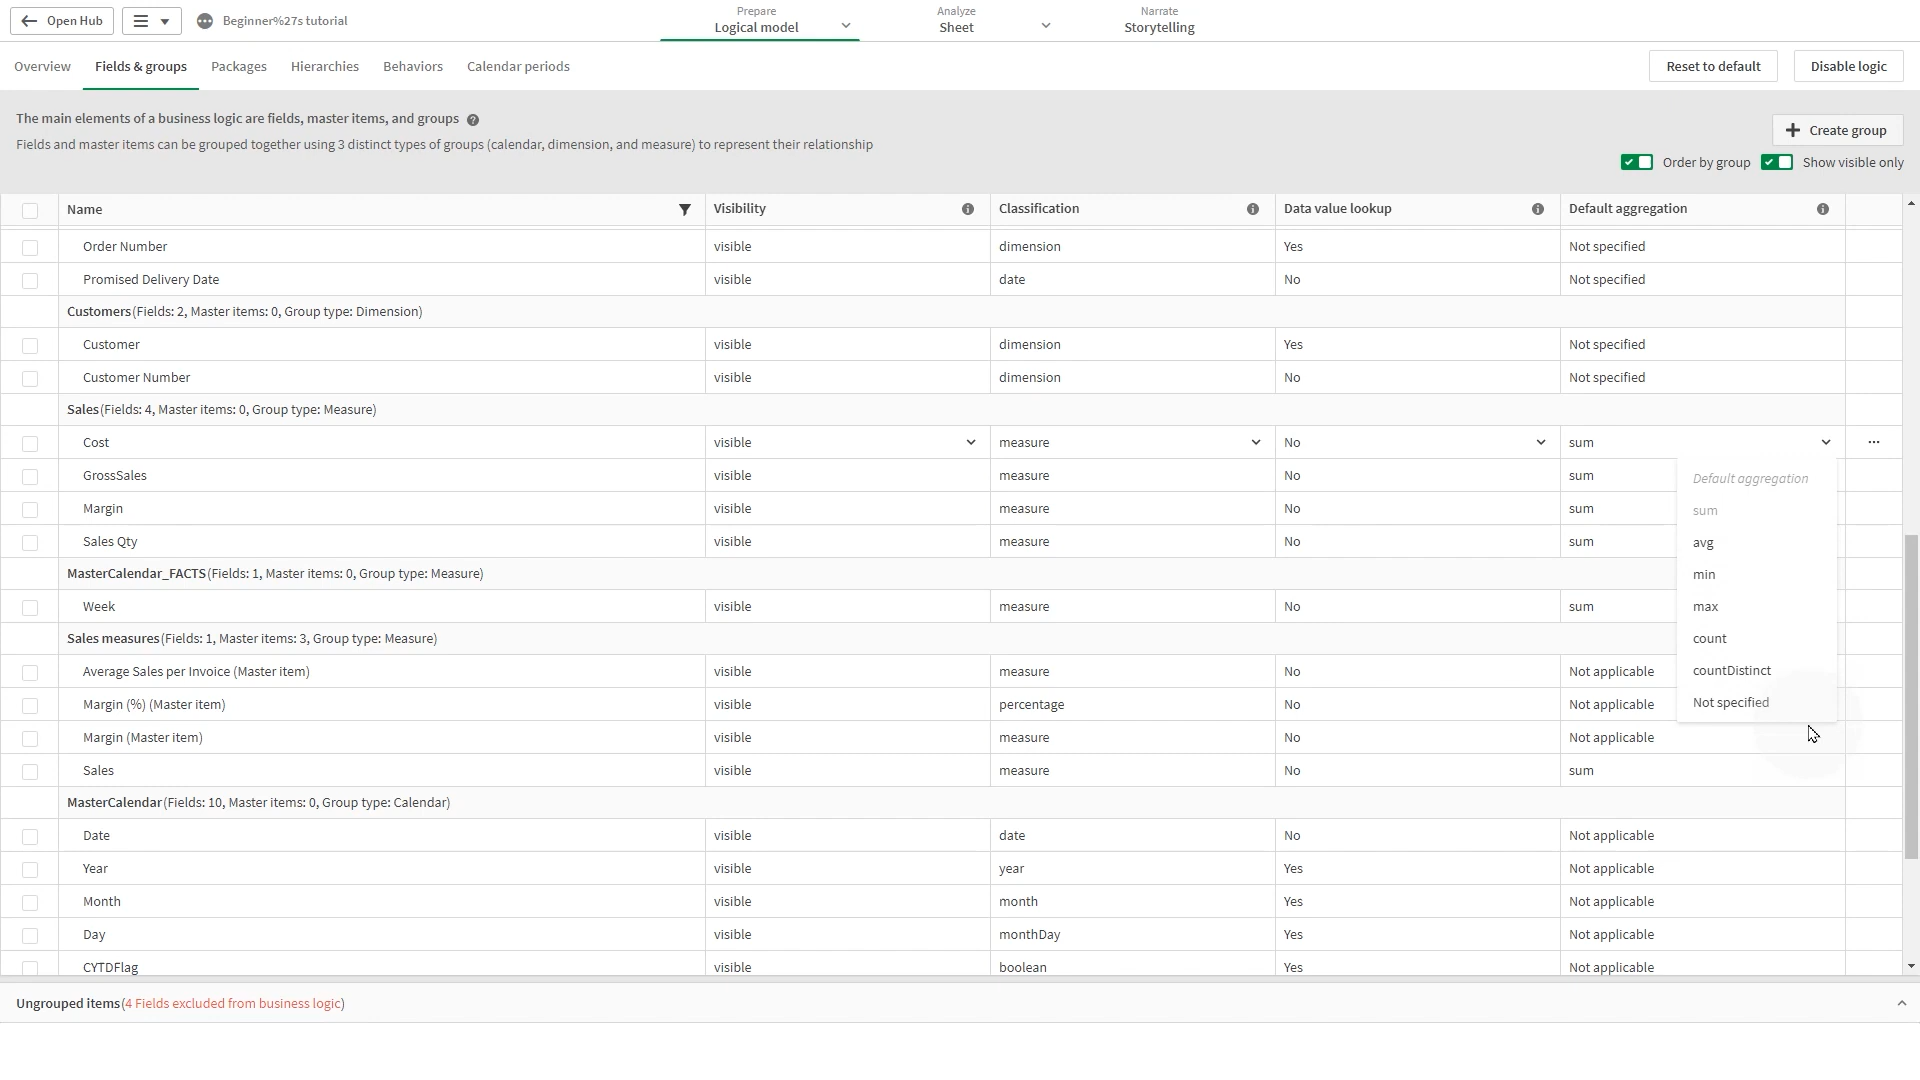 Open Hub
Beginner%27s tutorial
Prepare
Logical model
Analyze
Sheet
Narrate
Storytelling
Overview
Fields & groups
Packages
Hierarchies
Behaviors
Calendar periods
Reset to default
Disable logic
The main elements of a business logic are fields, master items, and groups
Fields and master items can be grouped together using 3 distinct types of groups (calendar, dimension, and measure) to represent their relationship
Create group
Order by group
Show visible only
Name Visibility Classification Data value lookup Default aggregation
Order Number visible dimension Yes Not specified
Promised Delivery Date visible date No Not specified
Customers(Fields: 2, Master items: 0, Group type: Dimension)
Customer visible dimension Yes Not specified
Customer Number visible dimension No Not specified
Sales(Fields: 4, Master items: 0, Group type: Measure)
Cost visible measure No sum
GrossSales visible measure No sum
Margin visible measure No sum
Sales Qty visible measure No sum
MasterCalendar_FACTS(Fields: 1, Master items: 0, Group type: Measure)
Week visible measure No sum
Sales measures(Fields: 1, Master items: 3, Group type: Measure)
Average Sales per Invoice (Master item) visible measure No Not applicable
Margin (%) (Master item) visible percentage No Not applicable
Margin (Master item) visible measure No Not applicable
Sales visible measure No sum
MasterCalendar(Fields: 10, Master items: 0, Group type: Calendar)
Date visible date No Not applicable
Year visible year Yes Not applicable
Month visible month Yes Not applicable
Day visible monthDay Yes Not applicable
CYTDFlag visible boolean Yes Not applicable
Default aggregation
sum
avg
min
max
count
countDistinct
Not specified
Ungrouped items(4 Fields excluded from business logic)